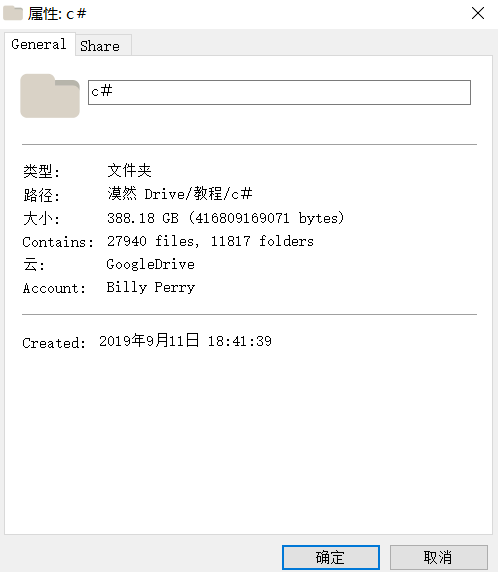 属性: c#
General Share
c#
类型: 文件夹
路径: 漠然 Drive/教程/c#
大小: 388.18 GB (416809169071 bytes)
Contains: 27940 files, 11817 folders
云: GoogleDrive
Account: Billy Perry
Created: 2019年9月11日 18:41:39
确定 取消